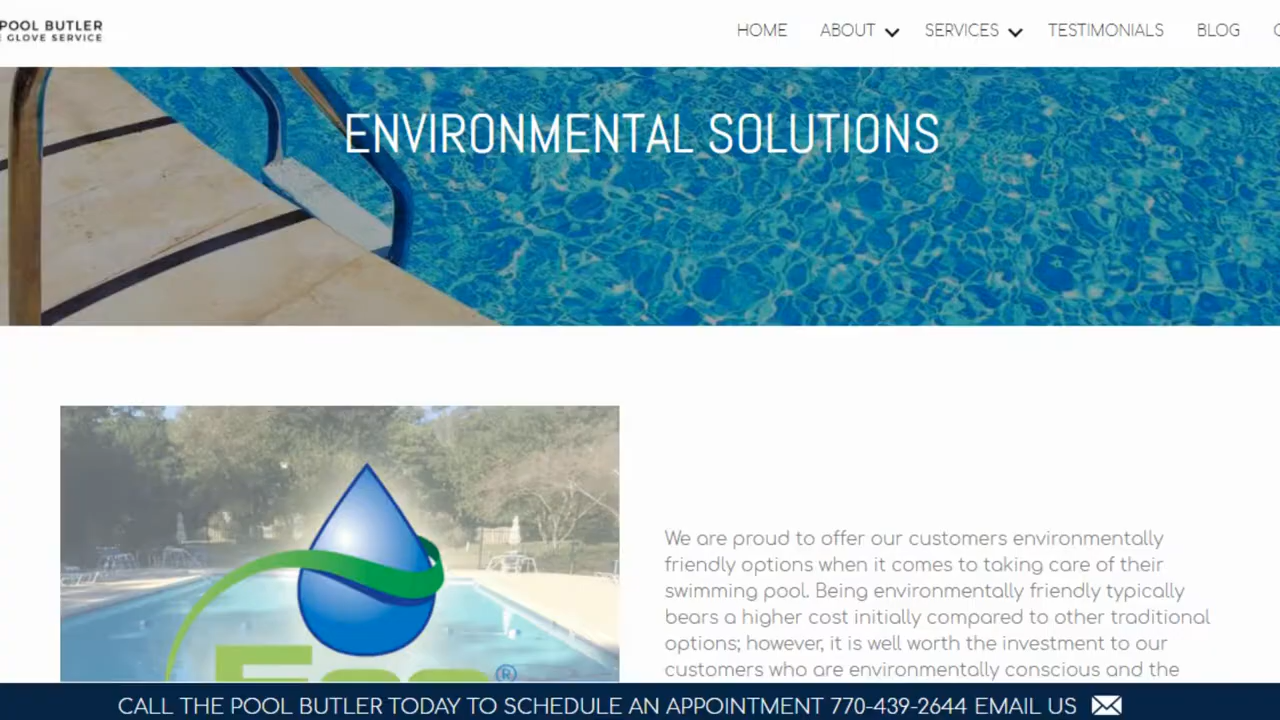 POOL BUTLER
GLOVE SERVICE
HOME ABOUT SERVICES TESTIMONIALS BLOG
ENVIRONMENTAL SOLUTIONS
We are proud to offer our customers environmentally
friendly options when it comes to taking care of their
swimming pool. Being environmentally friendly typically
bears a higher cost initially compared to other traditional
options; however, it is well worth the investment to our
customers who are environmentally conscious and the
Eco®
CALL THE POOL BUTLER TODAY TO SCHEDULE AN APPOINTMENT 770-439-2644 EMAIL US